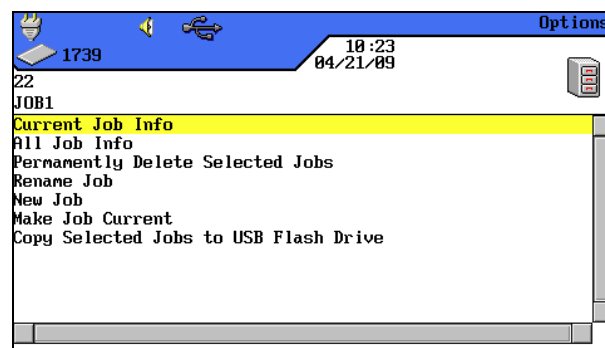 Options
1739
10:23
04/21/09
22
JOB1
Current Job Info
All Job Info
Permamently Delete Selected Jobs
Rename Job
New Job
Make Job Current
Copy Selected Jobs to USB Flash Drive